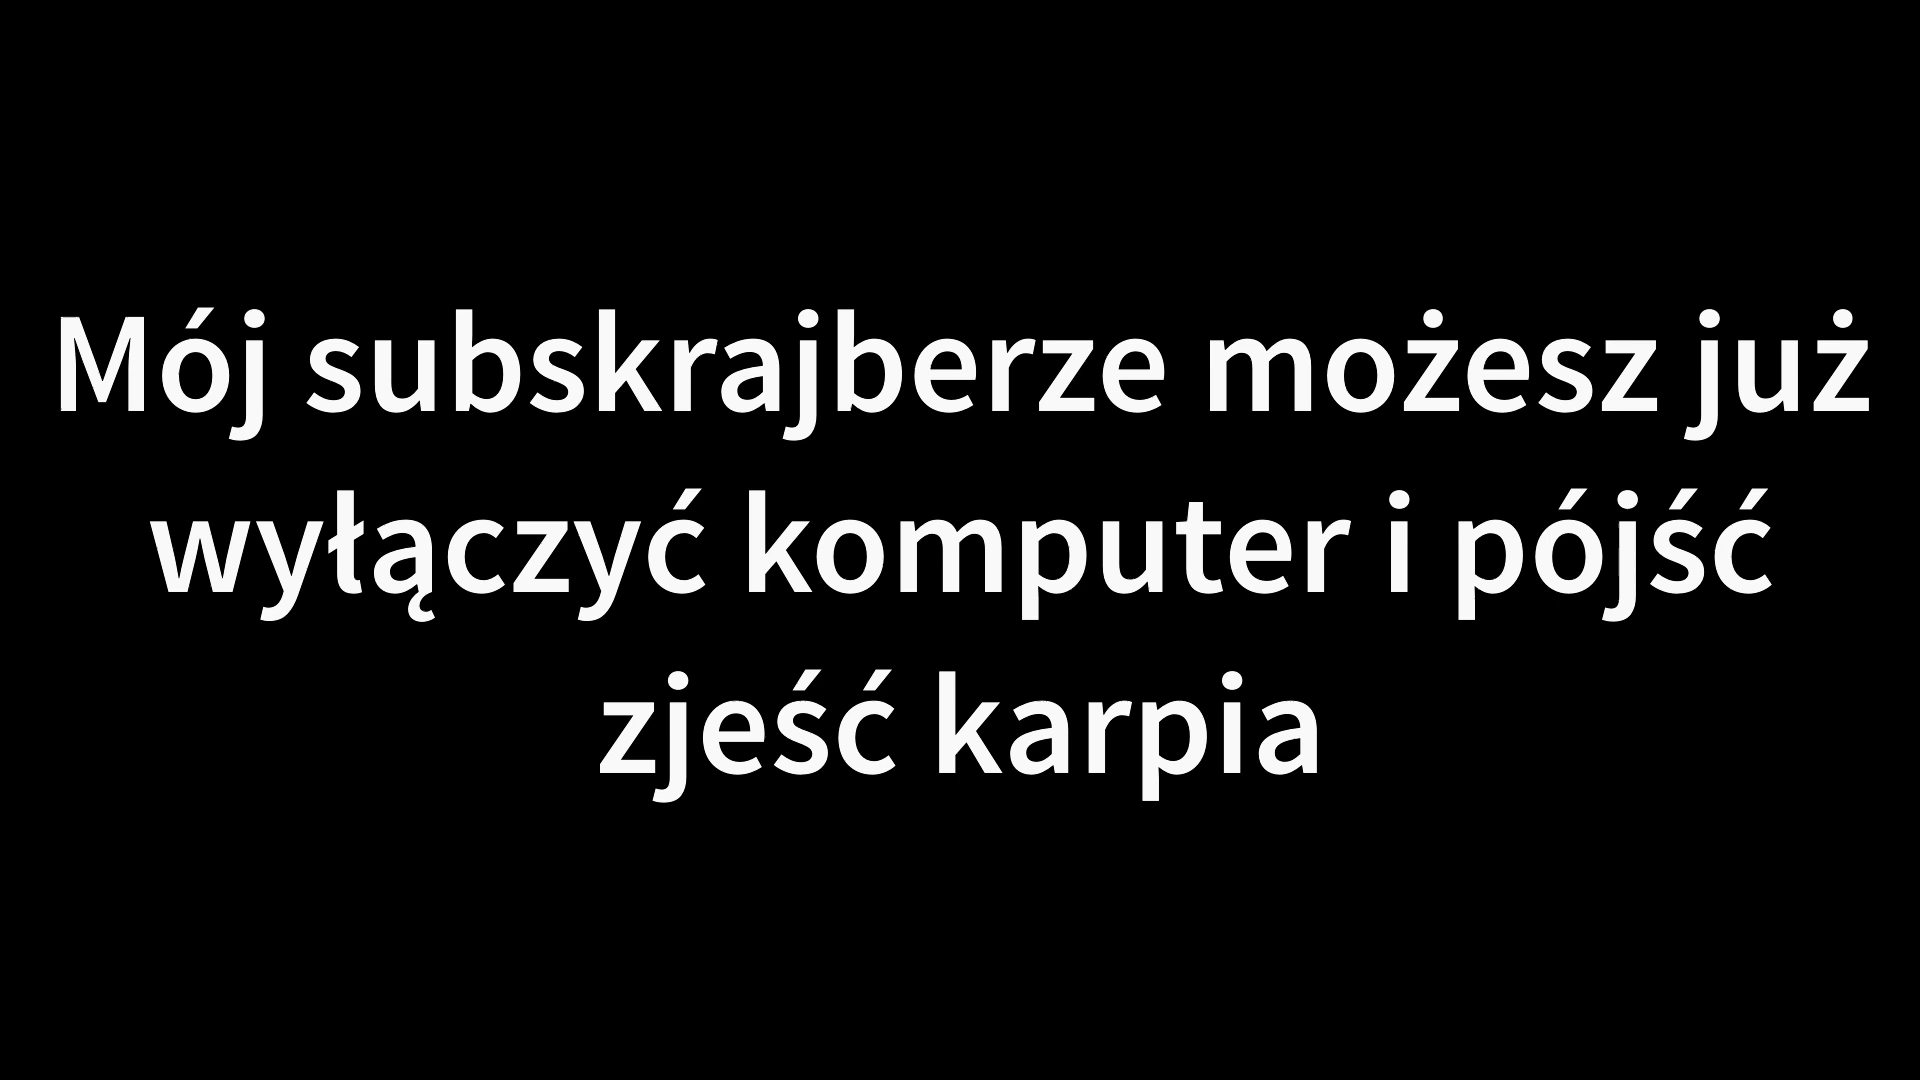 Mój subskrajberze możesz już
wyłączyć komputer i pójść
zjeść karpia